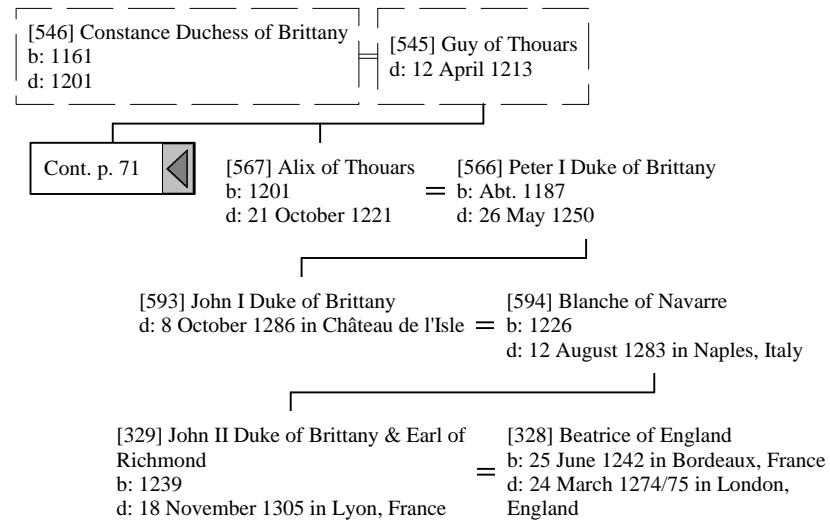 [546] Constance Duchess of Brittany
b: 1161
d: 1201
[545] Guy of Thouars
d: 12 April 1213
Cont. p. 71
[567] Alix of Thouars
b: 1201
d: 21 October 1221
=
[566] Peter I Duke of Brittany
b: Abt. 1187
d: 26 May 1250
[593] John I Duke of Brittany
d: 8 October 1286 in Château de l'Isle
=
[594] Blanche of Navarre
b: 1226
d: 12 August 1283 in Naples, Italy
[329] John II Duke of Brittany & Earl of
Richmond
b: 1239
d: 18 November 1305 in Lyon, France
=
[328] Beatrice of England
b: 25 June 1242 in Bordeaux, France
d: 24 March 1274/75 in London,
England